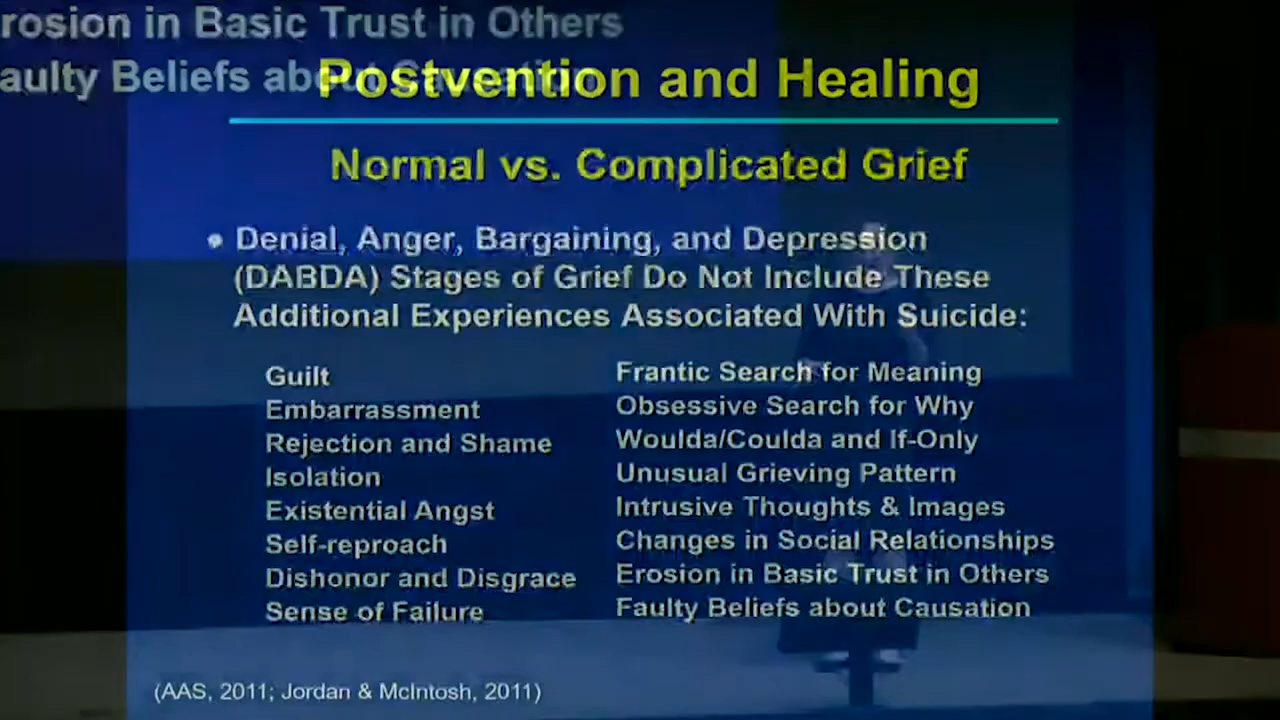 rosion in Basic Trust in Others
aulty Beliefs about Causation
Postvention and Healing
Normal vs. Complicated Grief
• Denial, Anger, Bargaining, and Depression
(DABDA) Stages of Grief Do Not Include These
Additional Experiences Associated With Suicide:
Guilt
Embarrassment
Rejection and Shame
Isolation
Existential Angst
Self-reproach
Dishonor and Disgrace
Sense of Failure
Frantic Search for Meaning
Obsessive Search for Why
Woulda/Coulda and If-Only
Unusual Grieving Pattern
Intrusive Thoughts & Images
Changes in Social Relationships
Erosion in Basic Trust in Others
Faulty Beliefs about Causation
(AAS, 2011; Jordan & McIntosh, 2011)